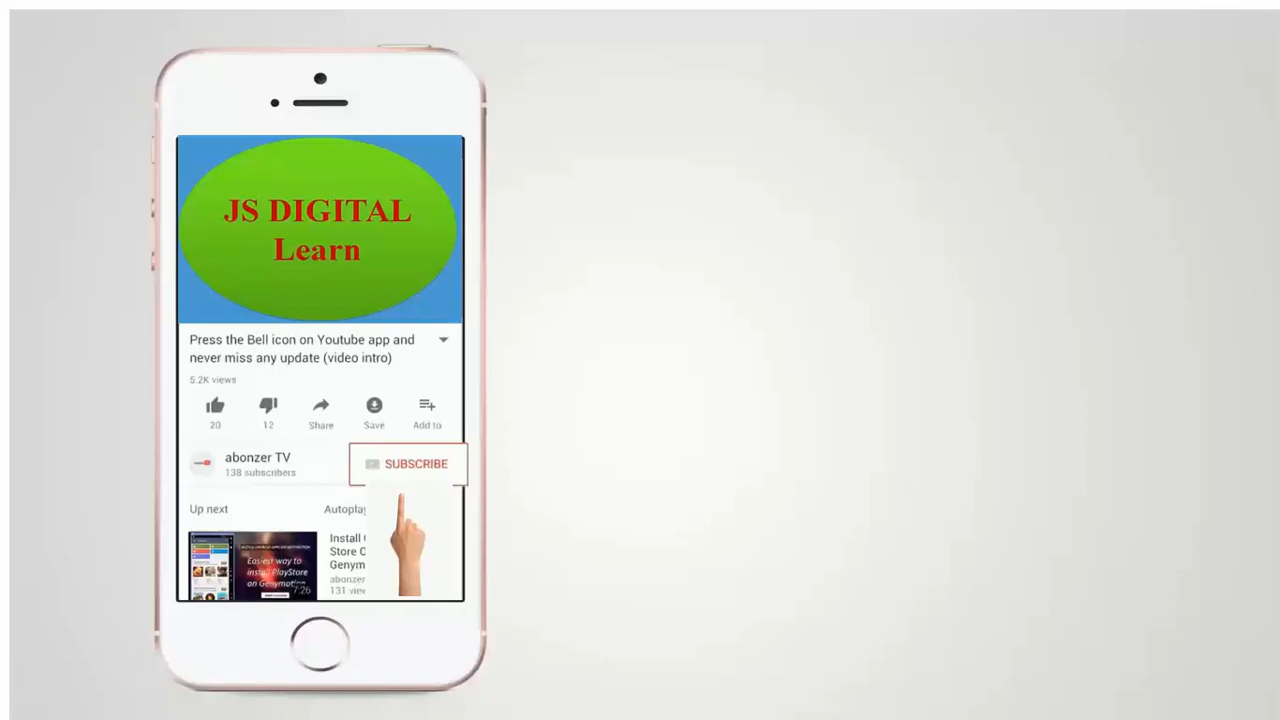 JS DIGITAL
Learn
Press the Bell icon on Youtube app and
never miss any update (video intro)
5.2K views
20
12
Share
Save
Add to
abonzer TV
138 subscribers
SUBSCRIBE
Up next
Autoplay
Install
Store
Genym
abonzer
131 view
Easiest way to
install PlayStore
on Genymotion
7:26